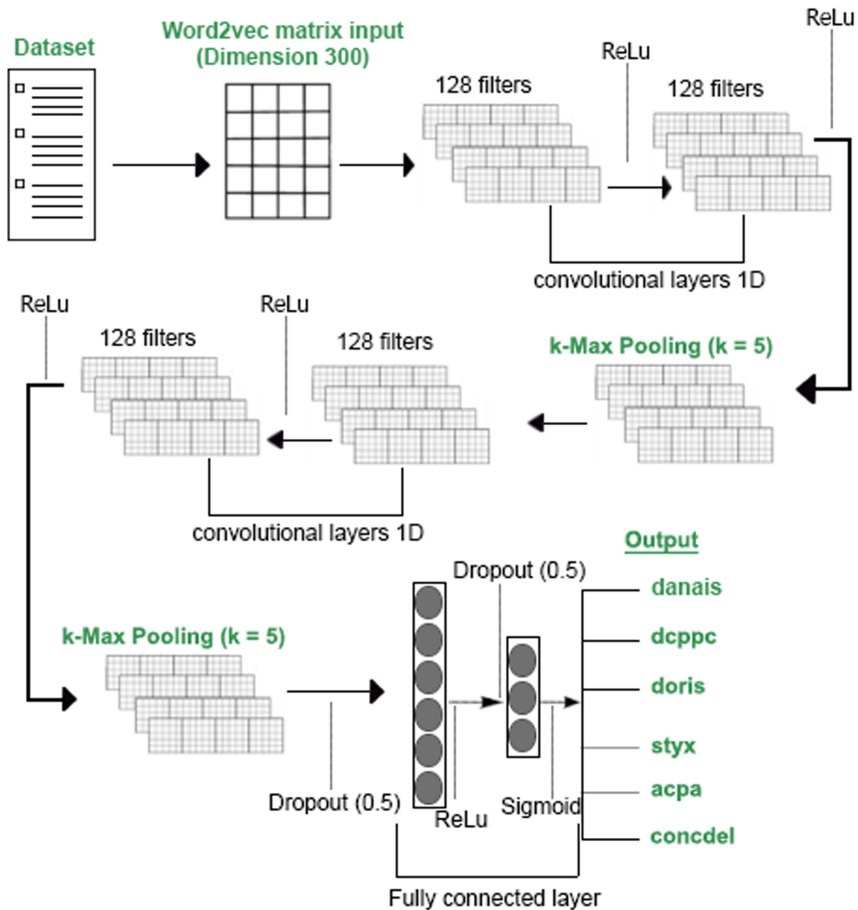 Dataset
Word2vec matrix input
(Dimension 300)
128 filters
ReLu
128 filters
ReLu
convolutional layers 1D
ReLu
128 filters
ReLu
128 filters
k-Max Pooling (k = 5)
convolutional layers 1D
k-Max Pooling (k = 5)
Dropout (0.5)
Dropout (0.5)
ReLu
Sigmoid
Fully connected layer
Output
danais
dcppc
doris
styx
acpa
concdel